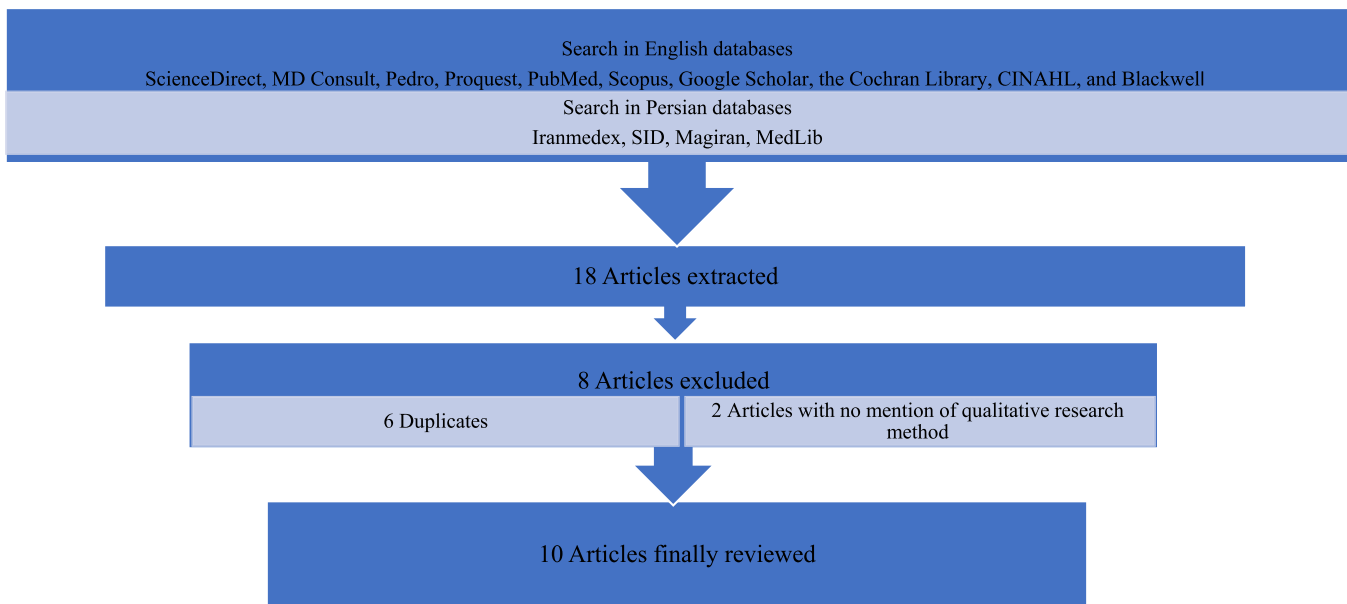 Search in English databases
ScienceDirect, MD Consult, Pedro, Proquest, PubMed, Scopus, Google Scholar, the Cochran Library, CINAHL, and Blackwell
Search in Persian databases
Iranmedex, SID, Magiran, MedLib
18 Articles extracted
8 Articles excluded
6 Duplicates
2 Articles with no mention of qualitative research
method
10 Articles finally reviewed